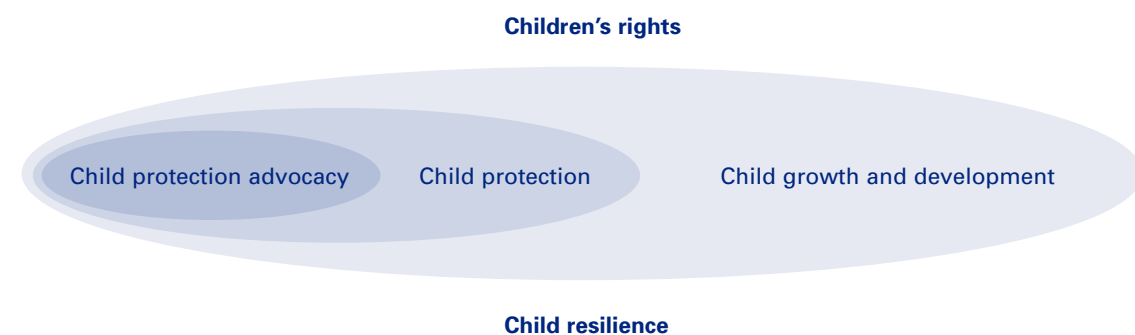 Children’s rights
Child protection advocacy
Child protection
Child growth and development
Child resilience